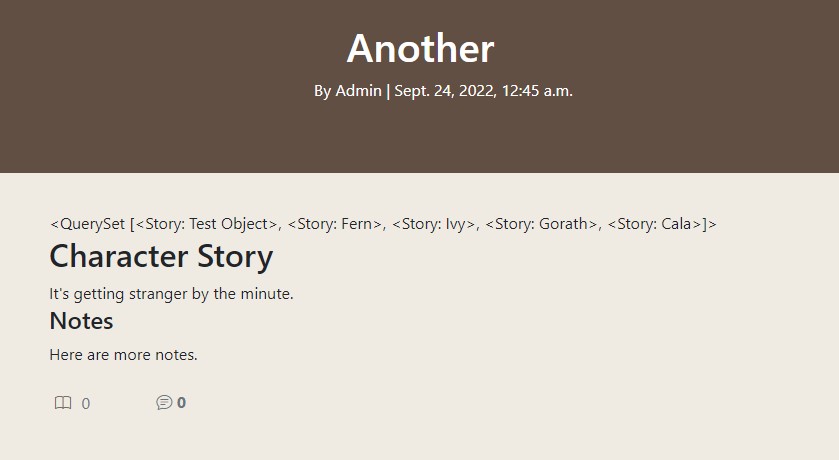 Another
By Admin | Sept. 24, 2022, 12:45 a.m.
<QuerySet [<Story: Test Object>, <Story: Fern>, <Story: Ivy>, <Story: Gorath>, <Story: Cala>]>
Character Story
It's getting stranger by the minute.
Notes
Here are more notes.
0 0